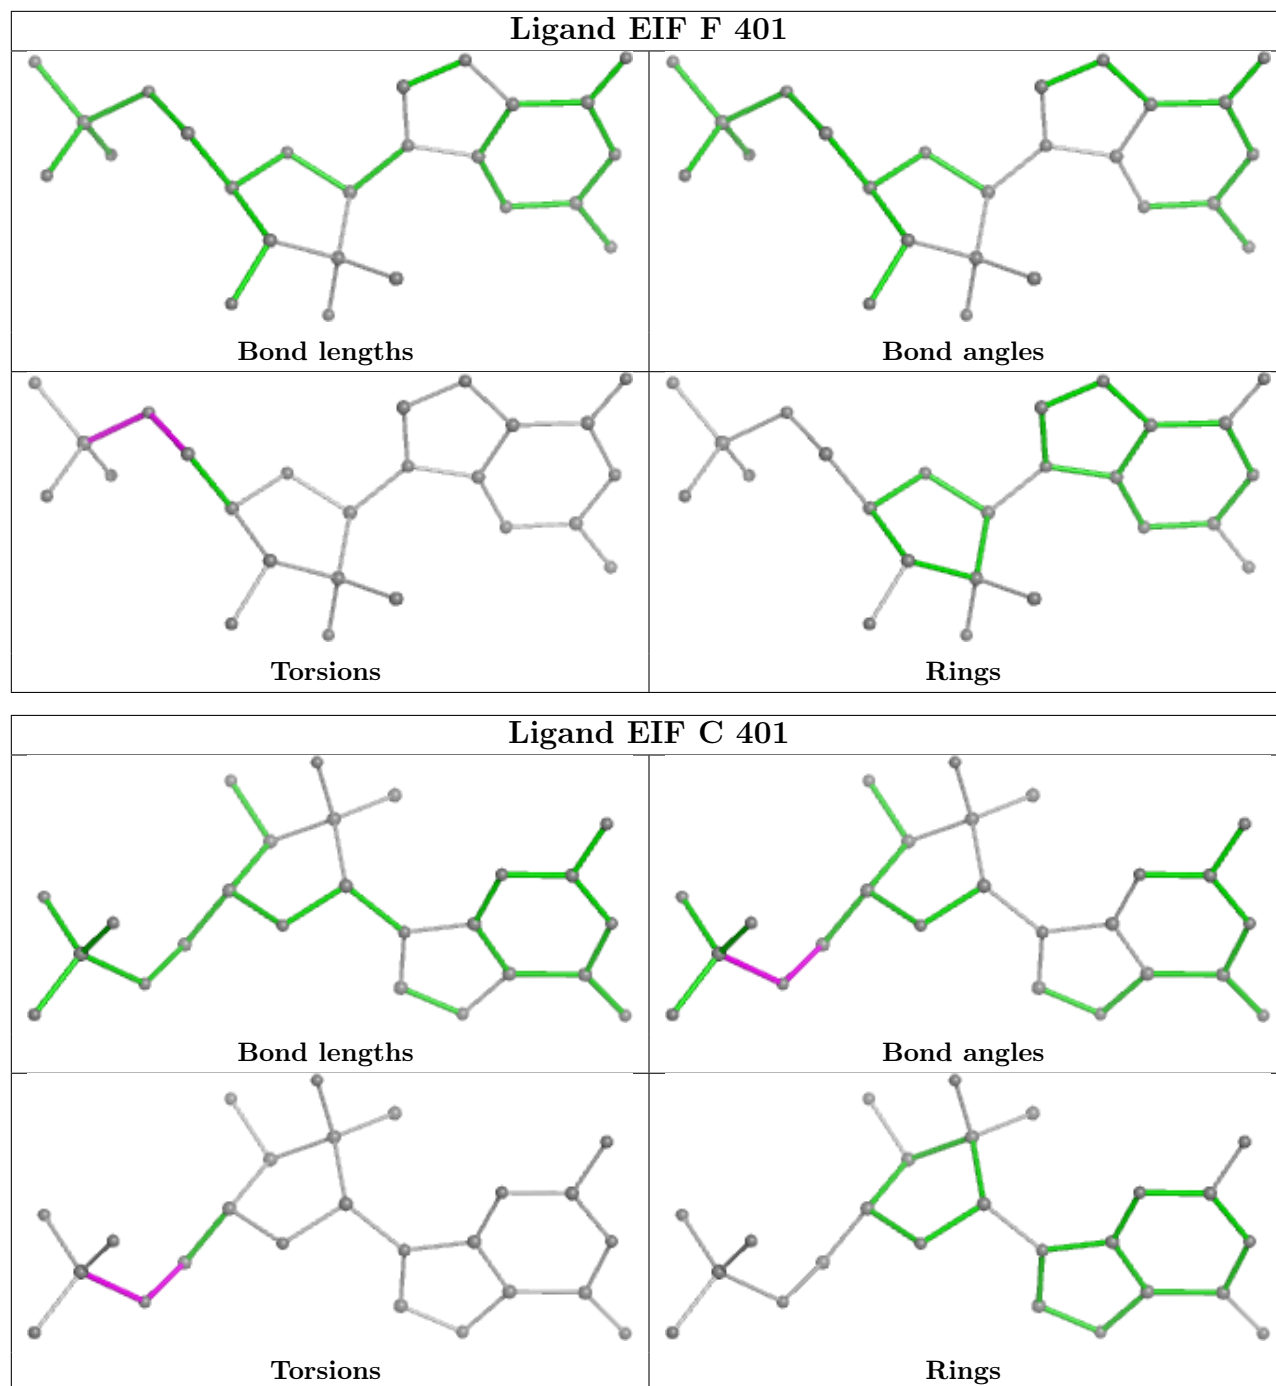 Ligand EIF F 401
Bond lengths
Bond angles
Torsions
Rings
Ligand EIF C 401
Bond lengths
Bond angles
Torsions
Rings